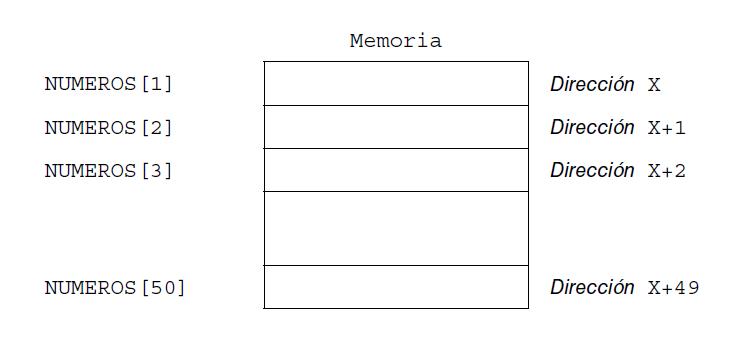 Memoria
NUMEROS[1] Dirección X
NUMEROS[2] Dirección X+1
NUMEROS[3] Dirección X+2
NUMEROS[50] Dirección X+49